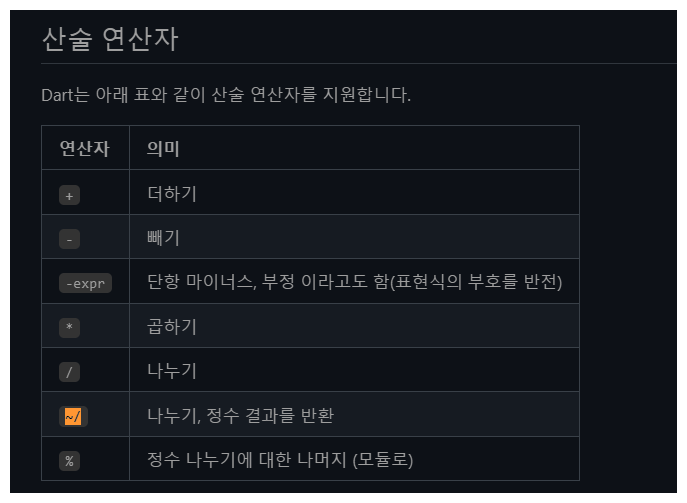 산술 연산자
Dart는 아래 표와 같이 산술 연산자를 지원합니다.
연산자 의미
+ 더하기
- 빼기
-expr 단항 마이너스, 부정 이라고도 함(표현식의 부호를 반전)
* 곱하기
/ 나누기
~/ 나누기, 정수 결과를 반환
% 정수 나누기에 대한 나머지 (모듈로)